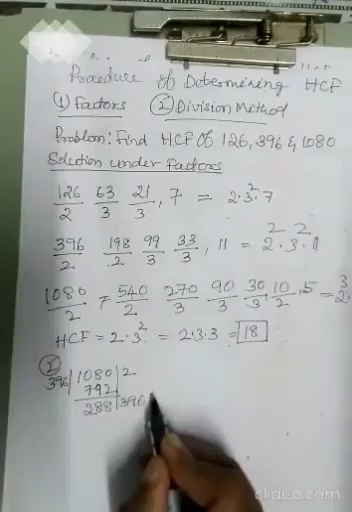 Procedure of Determining HCF
(1) Factors (2) Division Method
Problem: Find HCF of 126, 396 & 1080
Solution under Factors
126/2 63/3 21/3, 7 = 2·3²·7
396/2 198/2 99/3 33/3, 11 = 2²·3²·11
1080/2 540/2 270/3 90/3 30/3, 10/2, 5 = 2³·
HCF = 2·3² = 2·3·3 = 18
(2)
396 | 1080 | 2
792
288 | 396
clideo.com